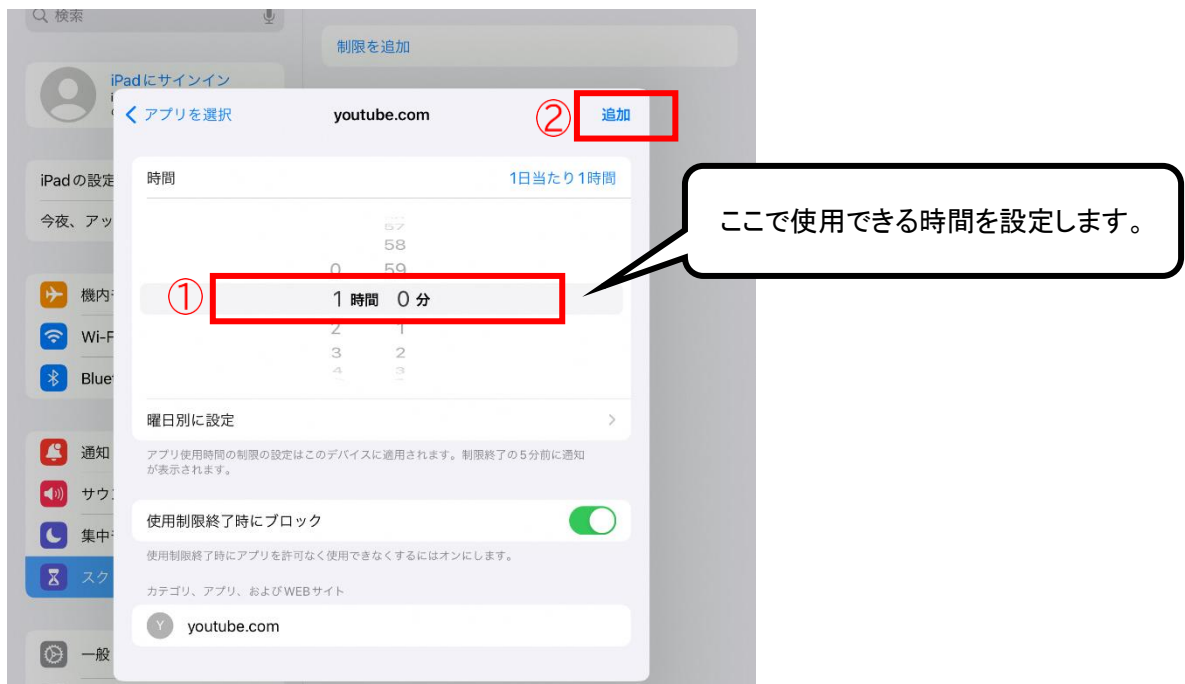 検索
制限を追加
iPadにサインイン
アプリを選択
youtube.com
②
追加
iPadの設定
時間
1日当たり1時間
今夜、アッ
ここで使用できる時間を設定します。
57
58
0 59
機内
①
1 時間 0 分
Wi-F
2 1
3 2
Blue
4 3
曜日別に設定
通知
アプリ使用時間の制限の設定はこのデバイスに適用されます。制限終了の5分前に通知
が表示されます。
サウ
使用制限終了時にブロック
集中
使用制限終了時にアプリを許可なく使用できなくするにはオンにします。
スク
カテゴリ、アプリ、およびWEBサイト
Y youtube.com
一般